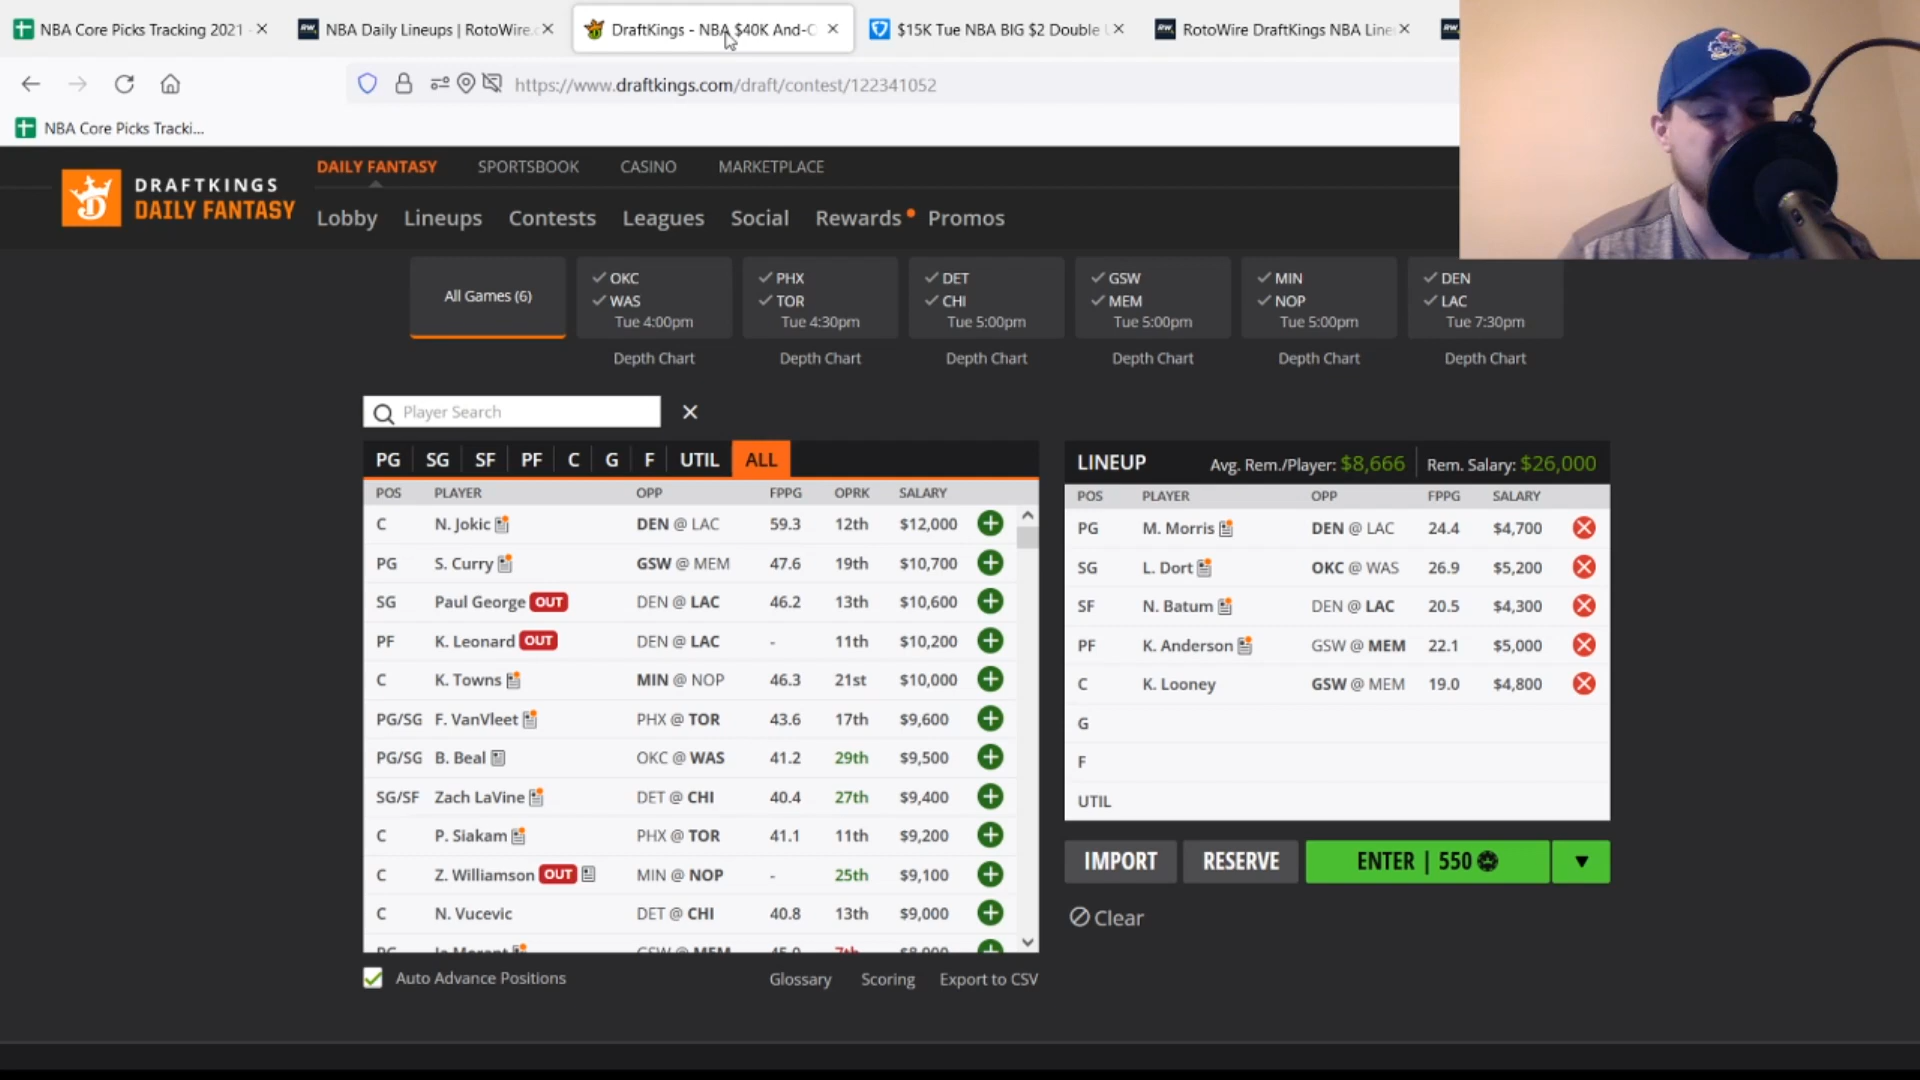 NBA Core Picks Tracking 2021 -
NBA Daily Lineups | RotoWire.c
DraftKings - NBA $40K And-O
$15K Tue NBA BIG $2 Double U
RotoWire DraftKings NBA Line
https://www.draftkings.com/draft/contest/122341052
NBA Core Picks Tracki...
DRAFTKINGS
DAILY FANTASY
DAILY FANTASY SPORTSBOOK CASINO MARKETPLACE
Lobby Lineups Contests Leagues Social Rewards Promos
All Games (6)
OKC
WAS
Tue 4:00pm
Depth Chart
PHX
TOR
Tue 4:30pm
Depth Chart
DET
CHI
Tue 5:00pm
Depth Chart
GSW
MEM
Tue 5:00pm
Depth Chart
MIN
NOP
Tue 5:00pm
Depth Chart
DEN
LAC
Tue 7:30pm
Depth Chart
Player Search
PG SG SF PF C G F UTIL ALL
POS PLAYER OPP FPPG OPRK SALARY
C N. Jokic DEN @ LAC 59.3 12th $12,000
PG S. Curry GSW @ MEM 47.6 19th $10,700
SG Paul George OUT DEN @ LAC 46.2 13th $10,600
PF K. Leonard OUT DEN @ LAC - 11th $10,200
C K. Towns MIN @ NOP 46.3 21st $10,000
PG/SG F. VanVleet PHX @ TOR 43.6 17th $9,600
PG/SG B. Beal OKC @ WAS 41.2 29th $9,500
SG/SF Zach LaVine DET @ CHI 40.4 27th $9,400
C P. Siakam PHX @ TOR 41.1 11th $9,200
C Z. Williamson OUT MIN @ NOP - 25th $9,100
C N. Vucevic DET @ CHI 40.8 13th $9,000
PG Ja Morant GSW @ MEM 45.0 7th $8,900
Auto Advance Positions
Glossary Scoring Export to CSV
LINEUP Avg. Rem./Player: $8,666 Rem. Salary: $26,000
POS PLAYER OPP FPPG SALARY
PG M. Morris DEN @ LAC 24.4 $4,700
SG L. Dort OKC @ WAS 26.9 $5,200
SF N. Batum DEN @ LAC 20.5 $4,300
PF K. Anderson GSW @ MEM 22.1 $5,000
C K. Looney GSW @ MEM 19.0 $4,800
G
F
UTIL
IMPORT RESERVE ENTER | 550
Clear